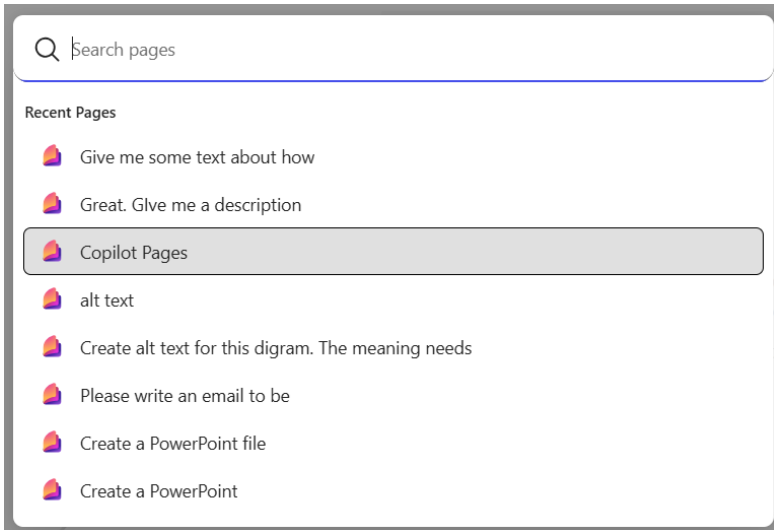 Search pages
Recent Pages
Give me some text about how
Great. GIve me a description
Copilot Pages
alt text
Create alt text for this digram. The meaning needs
Please write an email to be
Create a PowerPoint file
Create a PowerPoint